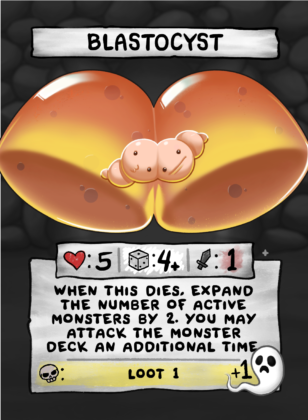 BLASTOCYST
:5 :4+ :1
WHEN THIS DIES, EXPAND
THE NUMBER OF ACTIVE
MONSTERS BY 2. YOU MAY
ATTACK THE MONSTER
DECK AN ADDITIONAL TIME
: LOOT 1 +1